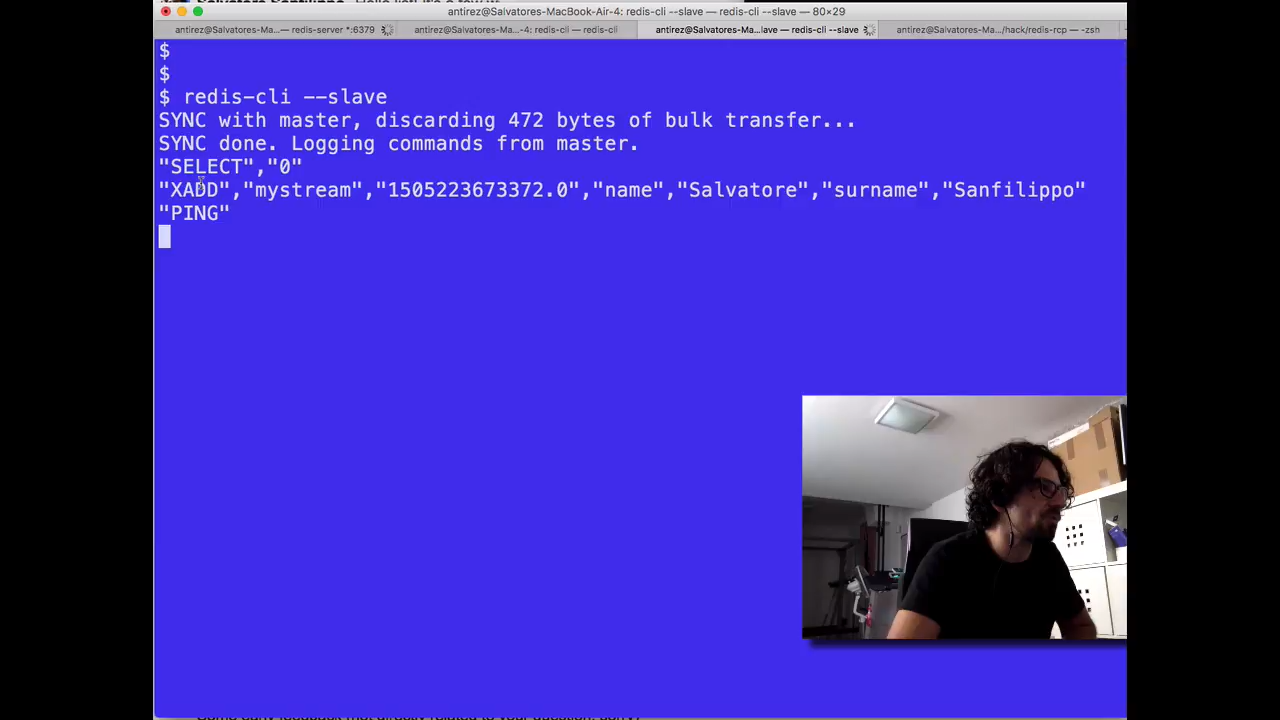 antirez@Salvatores-MacBook-Air-4: redis-cli --slave — redis-cli --slave — 80×29
antirez@Salvatores-Ma... — redis-server *:6379
antirez@Salvatores-Ma...-4: redis-cli — redis-cli
antirez@Salvatores-Ma...lave — redis-cli --slave
antirez@Salvatores-Ma.../hack/redis-rcp — -zsh
$
$
$ redis-cli --slave
SYNC with master, discarding 472 bytes of bulk transfer...
SYNC done. Logging commands from master.
"SELECT","0"
"XADD","mystream","1505223673372.0","name","Salvatore","surname","Sanfilippo"
"PING"